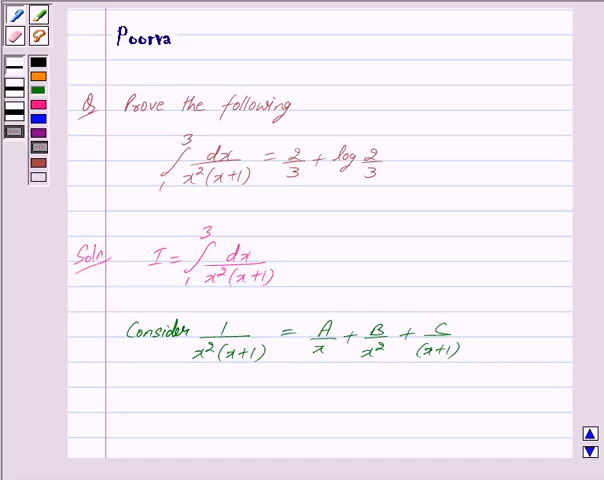 Poorva
Q Prove the following
∫₁³ dx/x²(x+1) = 2/3 + log 2/3
Soln I = ∫₁³ dx/x²(x+1)
Consider 1/x²(x+1) = A/x + B/x² + C/(x+1)